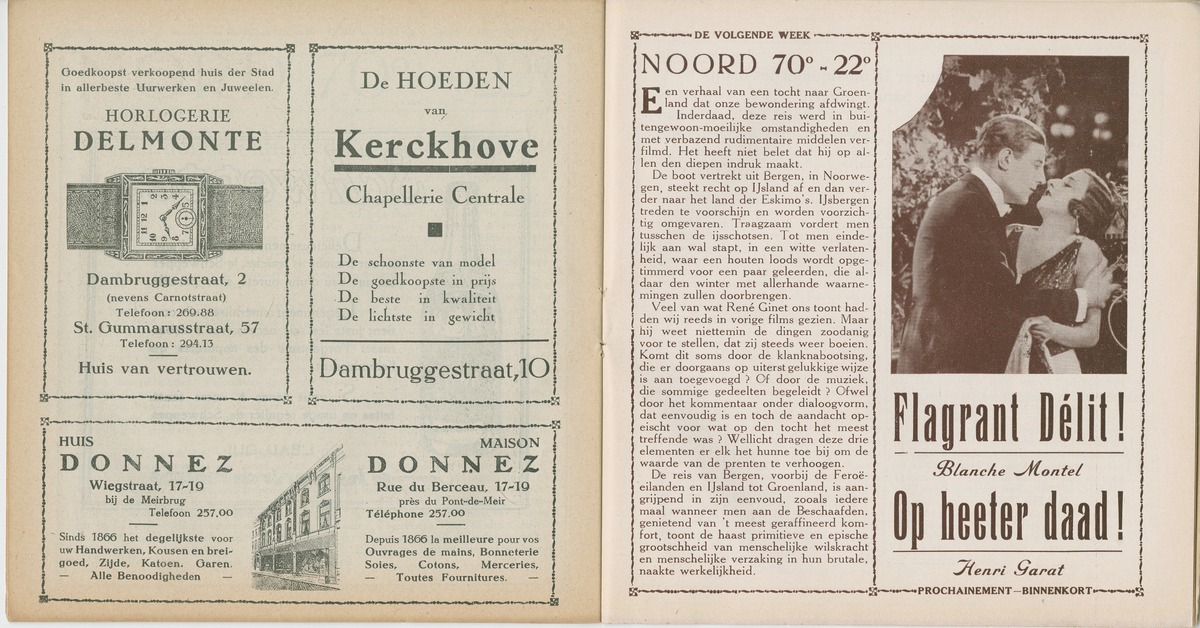 Goedkoopst verkoopend huis der Stad
in allerbeste Uurwerken en Juweelen.
HORLOGERIE
DELMONTE
Dambruggestraat, 2
(nevens Carnotstraat)
Telefoon : 269.88
St. Gummarusstraat, 57
Telefoon : 294.13
Huis van vertrouwen.
De HOEDEN
van
Kerckhove
Chapellerie Centrale
De schoonste van model
De goedkoopste in prijs
De beste in kwaliteit
De lichtste in gewicht
Dambruggestraat,10
HUIS
DONNEZ
Wiegstraat, 17-19
bij de Meirbrug
Telefoon 257,00
Sinds 1866 het degelijkste voor
uw Handwerken, Kousen en brei-
goed, Zijde, Katoen. Garen.
— Alle Benoodigheden —
MAISON
DONNEZ
Rue du Berceau, 17-19
près du Pont-de-Meir
Téléphone 257.00
Depuis 1866 la meilleure pour vos
Ouvrages de mains, Bonneterie
Soies, Cotons, Merceries,
— Toutes Fournitures. —
DE VOLGENDE WEEK
NOORD 70° - 22°
Een verhaal van een tocht naar Groen-
land dat onze bewondering afdwingt.
Inderdaad, deze reis werd in bui-
tengewoon-moeilijke omstandigheden en
met verbazend rudimentaire middelen ver-
filmd. Het heeft niet belet dat hij op al-
len den diepen indruk maakt.
De boot vertrekt uit Bergen, in Noorwe-
gen, steekt recht op IJsland af en dan ver-
der naar het land der Eskimo's. IJsbergen
treden te voorschijn en worden voorzich-
tig omgevaren. Traagzaam vordert men
tusschen de ijsschotsen. Tot men einde-
lijk aan wal stapt, in een witte verlaten-
heid, waar een houten loods wordt opge-
timmerd voor een paar geleerden, die al-
daar den winter met allerhande waarne-
mingen zullen doorbrengen.
Veel van wat René Ginet ons toont had-
den wij reeds in vorige films gezien. Maar
hij weet niettemin de dingen zoodanig
voor te stellen, dat zij steeds weer boeien.
Komt dit soms door de klanknabootsing,
die er doorgaans op uiterst gelukkige wijze
is aan toegevoegd ? Of door de muziek,
die sommige gedeelten begeleidt ? Ofwel
door het kommentaar onder dialoogvorm,
dat eenvoudig is en toch de aandacht op-
eischt voor wat op den tocht het meest
treffende was ? Wellicht dragen deze drie
elementen er elk het hunne toe bij om de
waarde van de prenten te verhoogen.
De reis van Bergen, voorbij de Feroë-
eilanden en IJsland tot Groenland, is aan-
grijpend in zijn eenvoud, zooals iedere
maal wanneer men aan de Beschaafden,
genietend van 't meest geraffineerd kom-
fort, toont de haast primitieve en epische
grootschheid van menschelijke wilskracht
en menschelijke verzaking in hun brutale,
naakte werkelijkheid.
Flagrant Délit !
Blanche Montel
Op heeter daad !
Henri Garat
PROCHAINEMENT—BINNENKORT